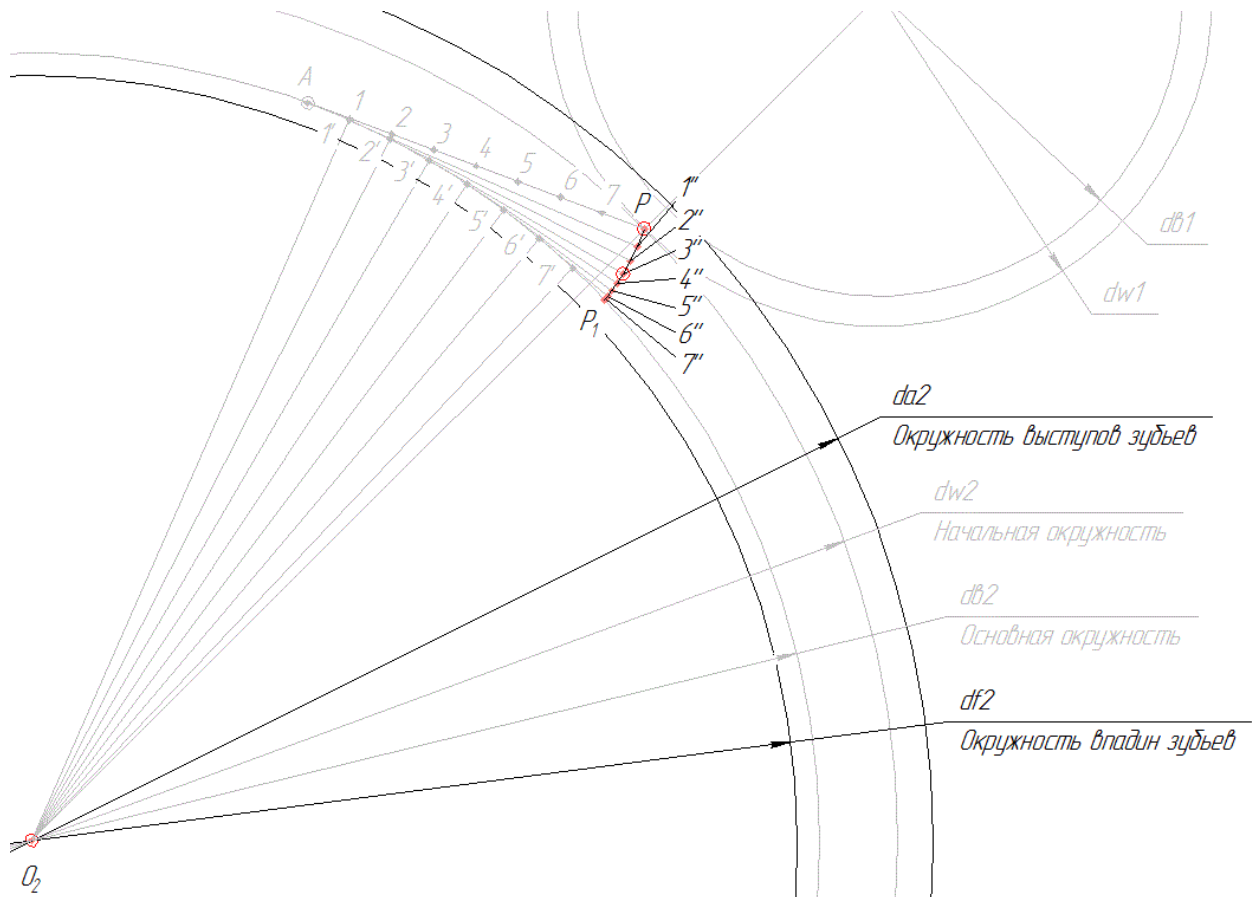 A
1
2
3
4
5
6
7
P
1'
2'
3'
4'
5'
6'
7'
P₁
1"
2"
3"
4"
5"
6"
7"
dв1
dw1
da2
Окружность выступов зубьев
dw2
Начальная окружность
dв2
Основная окружность
df2
Окружность впадин зубьев
O₂